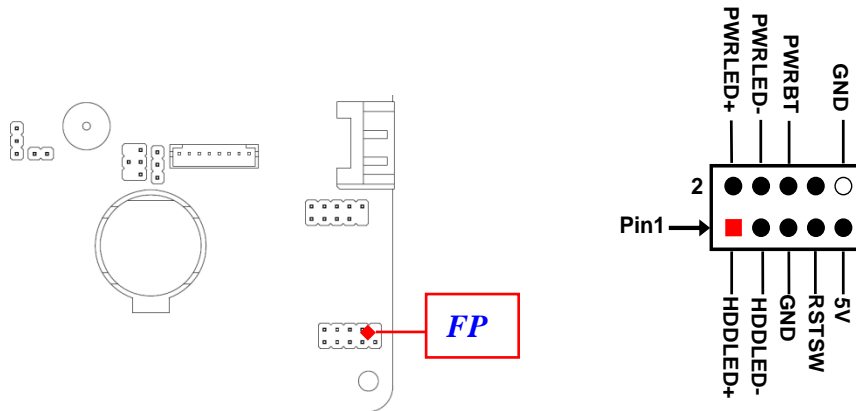 PWRLED+
PWRLED-
PWRBT
GND
2
Pin1
FP
HDDLED+
HDDLED-
GND
RSTSW
5V